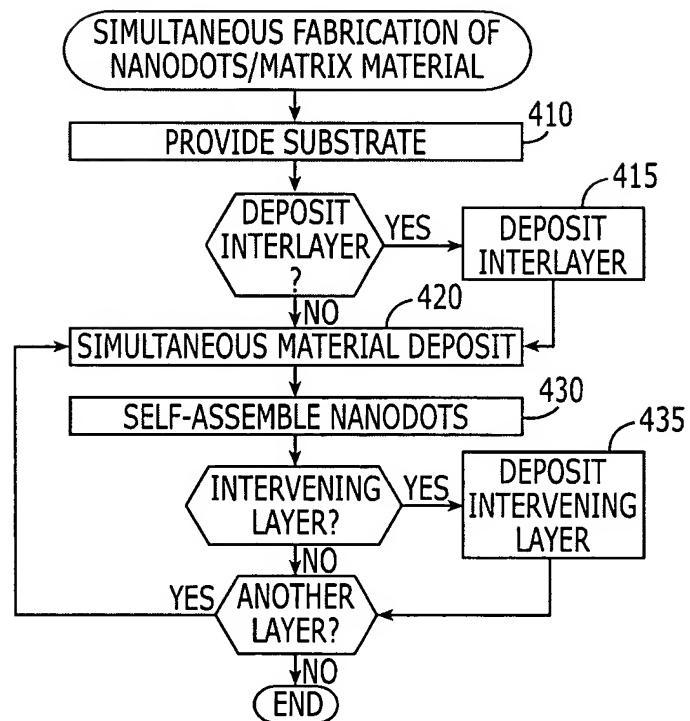 SIMULTANEOUS FABRICATION OF
NANODOTS/MATRIX MATERIAL
410
PROVIDE SUBSTRATE
DEPOSIT
INTERLAYER
?
YES
415
DEPOSIT
INTERLAYER
NO
420
SIMULTANEOUS MATERIAL DEPOSIT
430
SELF-ASSEMBLE NANODOTS
INTERVENING
LAYER?
YES
435
DEPOSIT
INTERVENING
LAYER
NO
YES
ANOTHER
LAYER?
NO
END